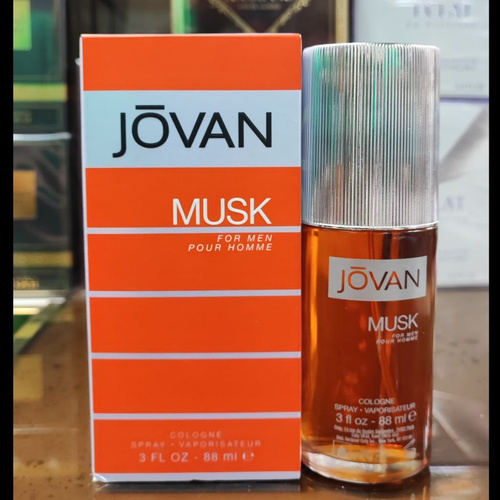 JŌVAN
MUSK
FOR MEN
POUR HOMME
COLOGNE
SPRAY - VAPORISATEUR
3 FL OZ - 88 ml ℮
JŌVAN
MUSK
FOR MEN
POUR HOMME
COLOGNE
SPRAY - VAPORISATEUR
3 fl oz - 88 ml ℮